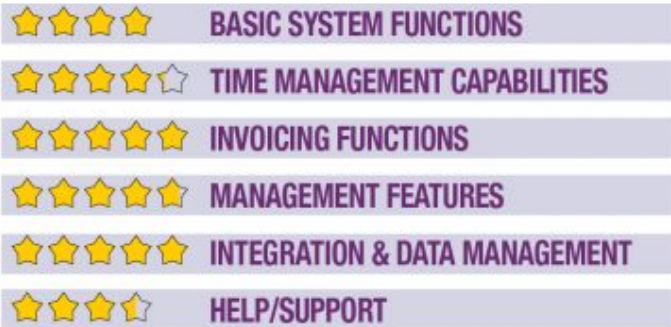 BASIC SYSTEM FUNCTIONS
TIME MANAGEMENT CAPABILITIES
INVOICING FUNCTIONS
MANAGEMENT FEATURES
INTEGRATION & DATA MANAGEMENT
HELP/SUPPORT